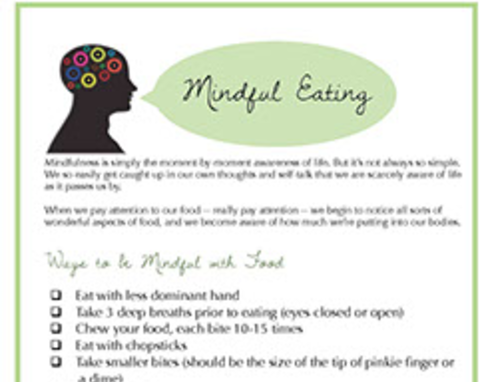 Mindful Eating
Mindfulness is simply the moment-by-moment awareness of life. But it's not always so simple.
We so easily get caught up in our own thoughts and self-talk that we are scarcely aware of life
as it passes us by.
When we pay attention to our food -- really pay attention -- we begin to notice all sorts of
wonderful aspects of food, and we become aware of how much we're putting into our bodies.
Ways to be Mindful with Food
Eat with less dominant hand
Take 3 deep breaths prior to eating (eyes closed or open)
Chew your food, each bite 10-15 times
Eat with chopsticks
Take smaller bites (should be the size of the tip of pinkie finger or
a dime)